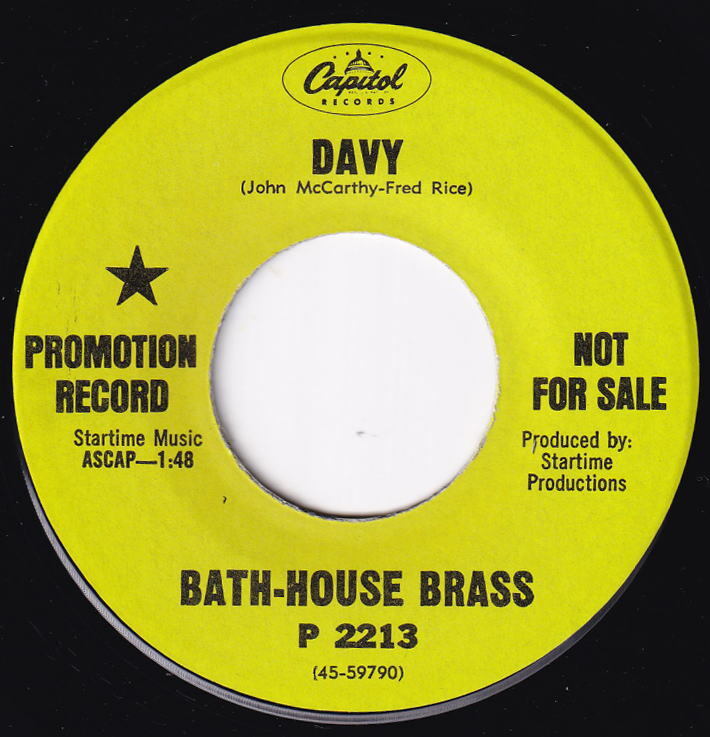 Capitol
RECORDS
DAVY
(John McCarthy-Fred Rice)
PROMOTION
RECORD
Startime Music
ASCAP—1:48
NOT
FOR SALE
Produced by:
Startime
Productions
BATH-HOUSE BRASS
P 2213
(45-59790)